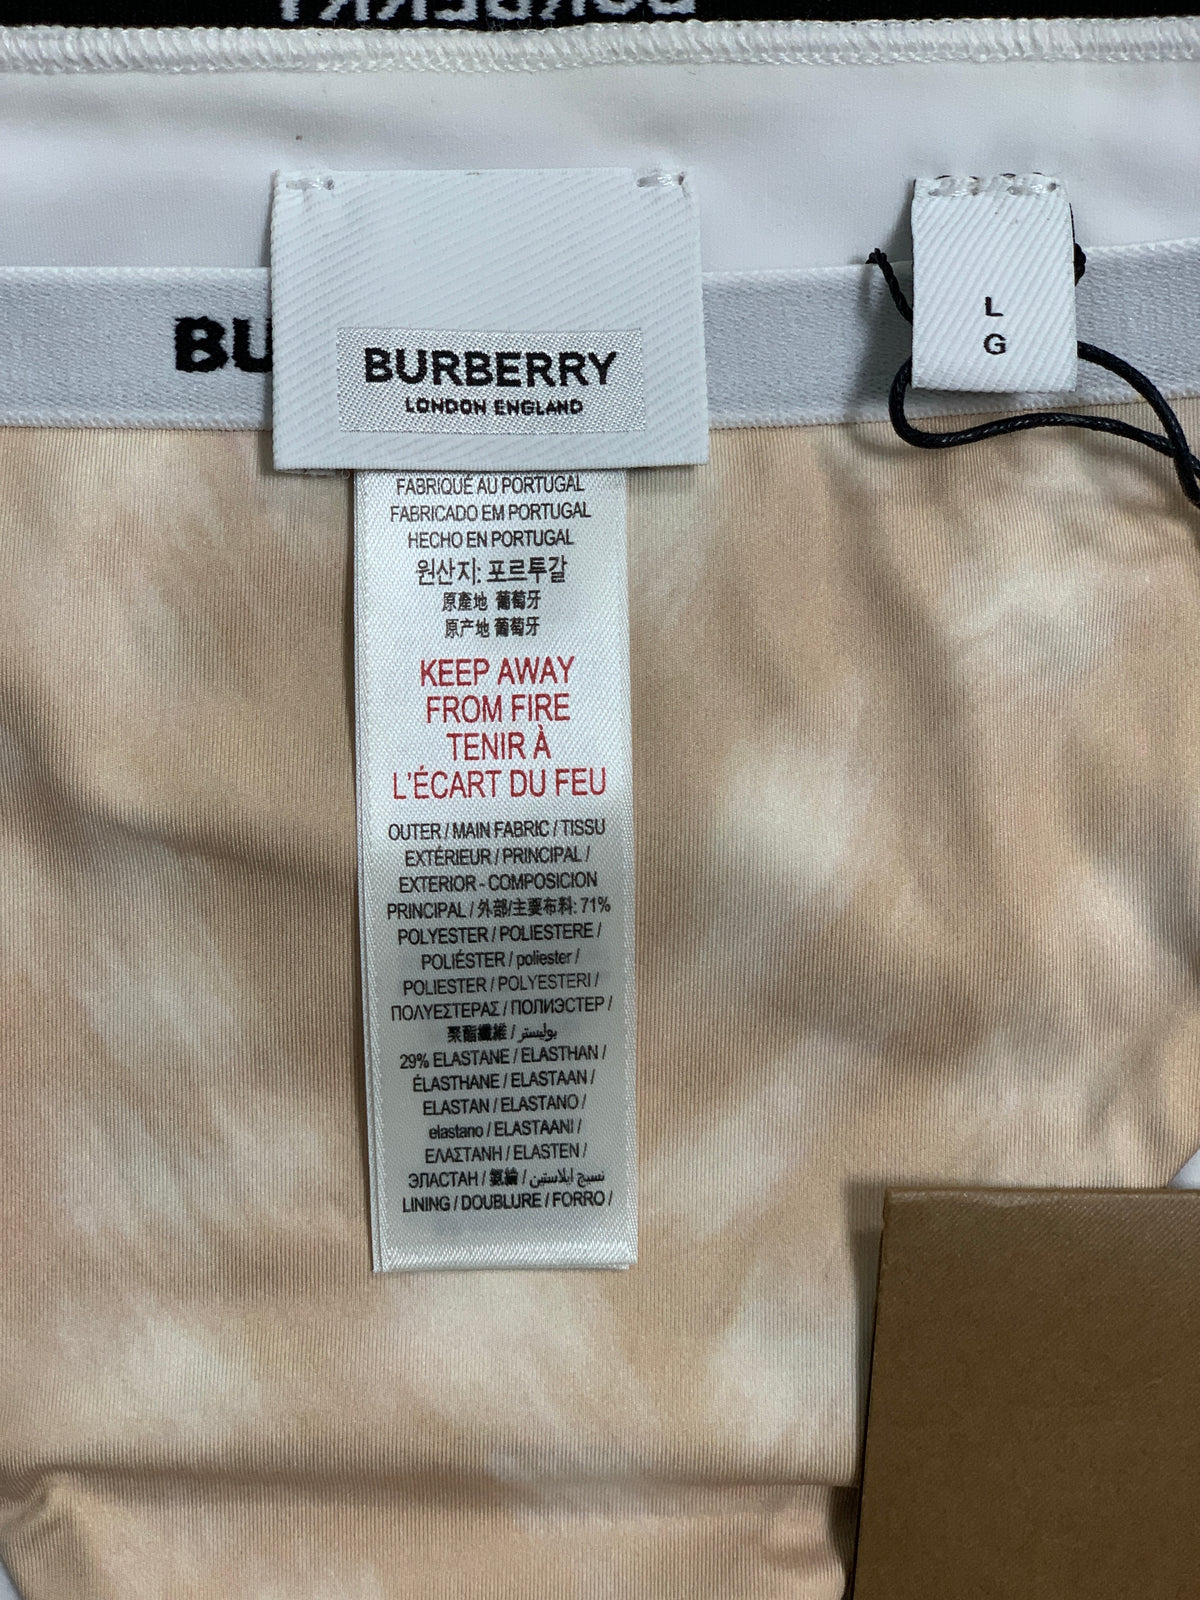 BU
BURBERRY
LONDON ENGLAND
L
G
FABRIQUÉ AU PORTUGAL
FABRICADO EM PORTUGAL
HECHO EN PORTUGAL
원산지: 포르투갈
原產地 葡萄牙
原产地 葡萄牙
KEEP AWAY
FROM FIRE
TENIR À
L'ÉCART DU FEU
OUTER / MAIN FABRIC / TISSU
EXTÉRIEUR / PRINCIPAL /
EXTERIOR - COMPOSICION
PRINCIPAL / 外部/主要布料: 71%
POLYESTER / POLIESTERE /
POLIÉSTER / poliester /
POLIESTER / POLYESTERI /
ΠΟΛΥΕΣΤΕΡΑΣ / ПОЛИЭСТЕР /
聚酯纖維 / بوليستر
29% ELASTANE / ELASTHAN /
ÉLASTHANE / ELASTAAN /
ELASTAN / ELASTANO /
elastano / ELASTAANI /
ΕΛΑΣΤΑΝΗ / ELASTEN /
ЭЛАСТАН / 氨綸 / نسيج ايلاستين
LINING / DOUBLURE / FORRO /